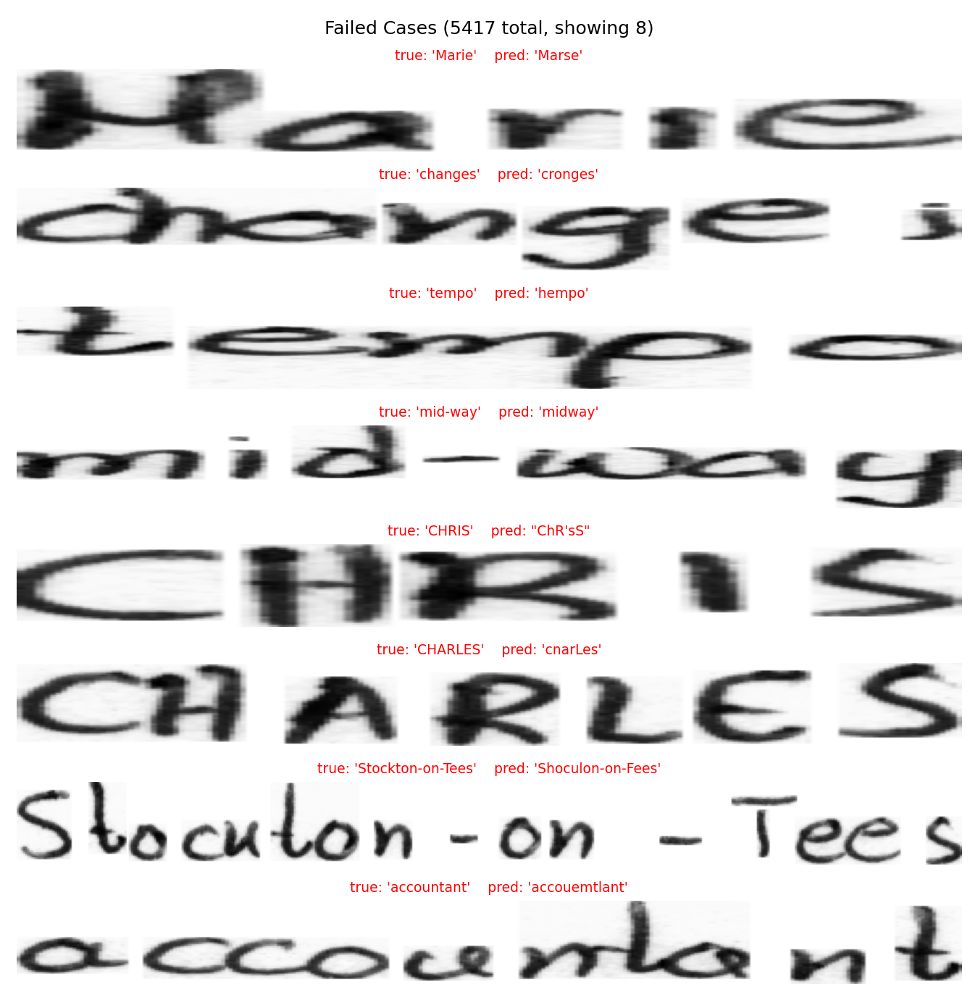 Failed Cases (5417 total, showing 8)
true: 'Marie' pred: 'Marse'
Marie
true: 'changes' pred: 'cronges'
changes
true: 'tempo' pred: 'hempo'
tempo
true: 'mid-way' pred: 'midway'
mid-way
true: 'CHRIS' pred: "ChR'sS"
CHRIS
true: 'CHARLES' pred: 'cnarLes'
CHARLES
true: 'Stockton-on-Tees' pred: 'Shoculon-on-Fees'
Stockton-on-Tees
true: 'accountant' pred: 'accouemtlant'
accountant